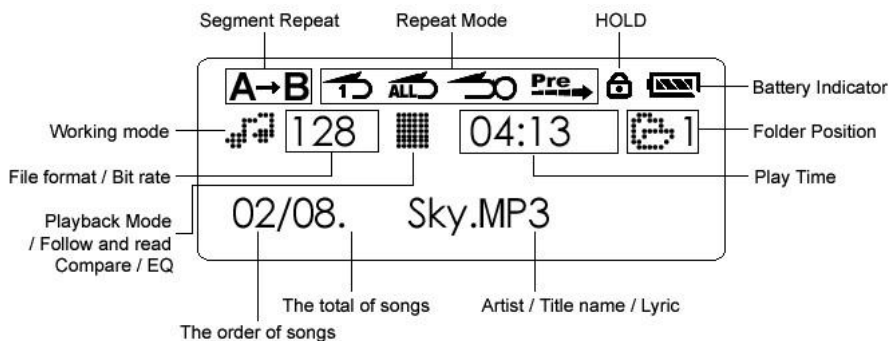 Segment Repeat
Repeat Mode
HOLD
A→B
1
ALL
Pre
Battery Indicator
Working mode
128
04:13
1
Folder Position
File format / Bit rate
Play Time
Playback Mode
/ Follow and read
Compare / EQ
02/08.
Sky.MP3
The total of songs
Artist / Title name / Lyric
The order of songs